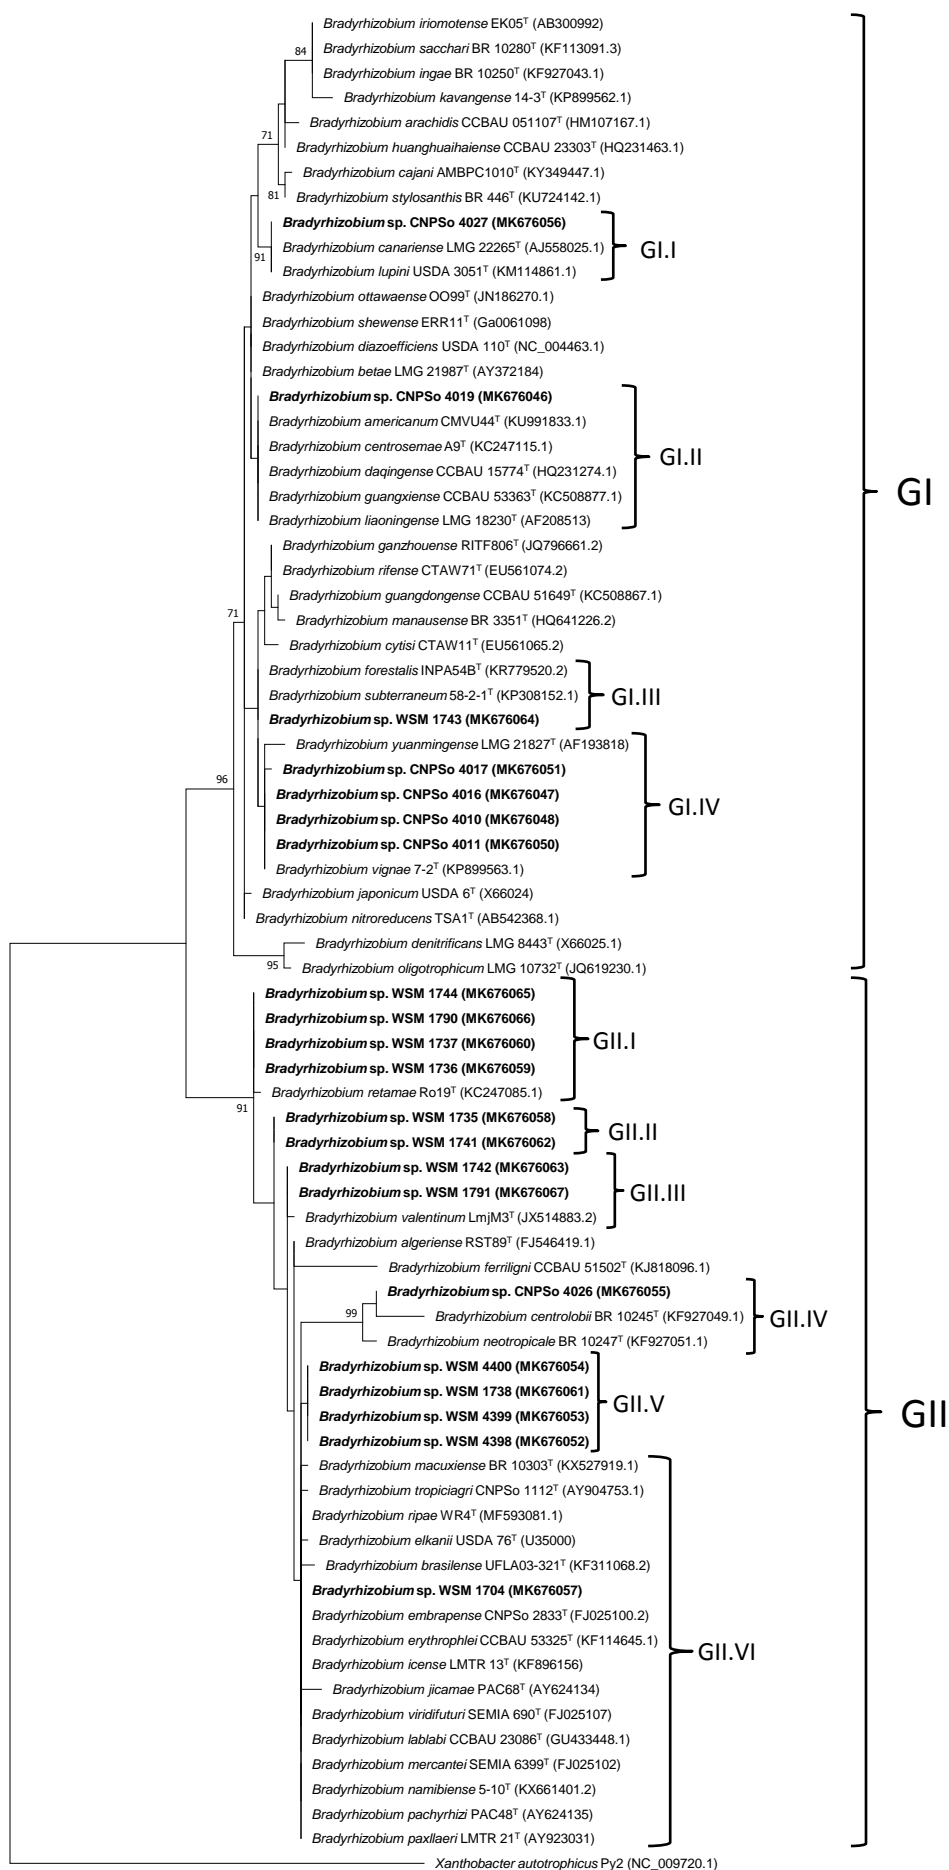 Bradyrhizobium iriomotense EK05ᵀ (AB300992)
84
Bradyrhizobium sacchari BR 10280ᵀ (KF113091.3)
Bradyrhizobium ingae BR 10250ᵀ (KF927043.1)
Bradyrhizobium kavangense 14-3ᵀ (KP899562.1)
Bradyrhizobium arachidis CCBAU 051107ᵀ (HM107167.1)
71
Bradyrhizobium huanghuaihaiense CCBAU 23303ᵀ (HQ231463.1)
Bradyrhizobium cajani AMBPC1010ᵀ (KY349447.1)
81
Bradyrhizobium stylosanthis BR 446ᵀ (KU724142.1)
Bradyrhizobium sp. CNPSo 4027 (MK676056)
Bradyrhizobium canariense LMG 22265ᵀ (AJ558025.1)
GI.I
91
Bradyrhizobium lupini USDA 3051ᵀ (KM114861.1)
Bradyrhizobium ottawaense OO99ᵀ (JN186270.1)
Bradyrhizobium shewense ERR11ᵀ (Ga0061098)
Bradyrhizobium diazoefficiens USDA 110ᵀ (NC_004463.1)
Bradyrhizobium betae LMG 21987ᵀ (AY372184)
Bradyrhizobium sp. CNPSo 4019 (MK676046)
Bradyrhizobium americanum CMVU44ᵀ (KU991833.1)
Bradyrhizobium centrosemae A9ᵀ (KC247115.1)
GI.II
Bradyrhizobium daqingense CCBAU 15774ᵀ (HQ231274.1)
Bradyrhizobium guangxiense CCBAU 53363ᵀ (KC508877.1)
GI
Bradyrhizobium liaoningense LMG 18230ᵀ (AF208513)
Bradyrhizobium ganzhouense RITF806ᵀ (JQ796661.2)
Bradyrhizobium rifense CTAW71ᵀ (EU561074.2)
Bradyrhizobium guangdongense CCBAU 51649ᵀ (KC508867.1)
71
Bradyrhizobium manausense BR 3351ᵀ (HQ641226.2)
Bradyrhizobium cytisi CTAW11ᵀ (EU561065.2)
Bradyrhizobium forestalis INPA54Bᵀ (KR779520.2)
Bradyrhizobium subterraneum 58-2-1ᵀ (KP308152.1)
GI.III
Bradyrhizobium sp. WSM 1743 (MK676064)
Bradyrhizobium yuanmingense LMG 21827ᵀ (AF193818)
Bradyrhizobium sp. CNPSo 4017 (MK676051)
96
Bradyrhizobium sp. CNPSo 4016 (MK676047)
GI.IV
Bradyrhizobium sp. CNPSo 4010 (MK676048)
Bradyrhizobium sp. CNPSo 4011 (MK676050)
Bradyrhizobium vignae 7-2ᵀ (KP899563.1)
Bradyrhizobium japonicum USDA 6ᵀ (X66024)
Bradyrhizobium nitroreducens TSA1ᵀ (AB542368.1)
Bradyrhizobium denitrificans LMG 8443ᵀ (X66025.1)
95
Bradyrhizobium oligotrophicum LMG 10732ᵀ (JQ619230.1)
Bradyrhizobium sp. WSM 1744 (MK676065)
Bradyrhizobium sp. WSM 1790 (MK676066)
GII.I
Bradyrhizobium sp. WSM 1737 (MK676060)
Bradyrhizobium sp. WSM 1736 (MK676059)
Bradyrhizobium retamae Ro19ᵀ (KC247085.1)
91
Bradyrhizobium sp. WSM 1735 (MK676058)
GII.II
Bradyrhizobium sp. WSM 1741 (MK676062)
Bradyrhizobium sp. WSM 1742 (MK676063)
Bradyrhizobium sp. WSM 1791 (MK676067)
GII.III
Bradyrhizobium valentinum LmjM3ᵀ (JX514883.2)
Bradyrhizobium algeriense RST89ᵀ (FJ546419.1)
Bradyrhizobium ferriligni CCBAU 51502ᵀ (KJ818096.1)
Bradyrhizobium sp. CNPSo 4026 (MK676055)
99
Bradyrhizobium centrolobii BR 10245ᵀ (KF927049.1)
GII.IV
Bradyrhizobium neotropicale BR 10247ᵀ (KF927051.1)
Bradyrhizobium sp. WSM 4400 (MK676054)
Bradyrhizobium sp. WSM 1738 (MK676061)
GII.V
Bradyrhizobium sp. WSM 4399 (MK676053)
GII
Bradyrhizobium sp. WSM 4398 (MK676052)
Bradyrhizobium macuxiense BR 10303ᵀ (KX527919.1)
Bradyrhizobium tropiciagri CNPSo 1112ᵀ (AY904753.1)
Bradyrhizobium ripae WR4ᵀ (MF593081.1)
Bradyrhizobium elkanii USDA 76ᵀ (U35000)
Bradyrhizobium brasilense UFLA03-321ᵀ (KF311068.2)
Bradyrhizobium sp. WSM 1704 (MK676057)
Bradyrhizobium embrapense CNPSo 2833ᵀ (FJ025100.2)
Bradyrhizobium erythrophlei CCBAU 53325ᵀ (KF114645.1)
GII.VI
Bradyrhizobium icense LMTR 13ᵀ (KF896156)
Bradyrhizobium jicamae PAC68ᵀ (AY624134)
Bradyrhizobium viridifuturi SEMIA 690ᵀ (FJ025107)
Bradyrhizobium lablabi CCBAU 23086ᵀ (GU433448.1)
Bradyrhizobium mercantei SEMIA 6399ᵀ (FJ025102)
Bradyrhizobium namibiense 5-10ᵀ (KX661401.2)
Bradyrhizobium pachyrhizi PAC48ᵀ (AY624135)
Bradyrhizobium paxllaeri LMTR 21ᵀ (AY923031)
Xanthobacter autotrophicus Py2 (NC_009720.1)